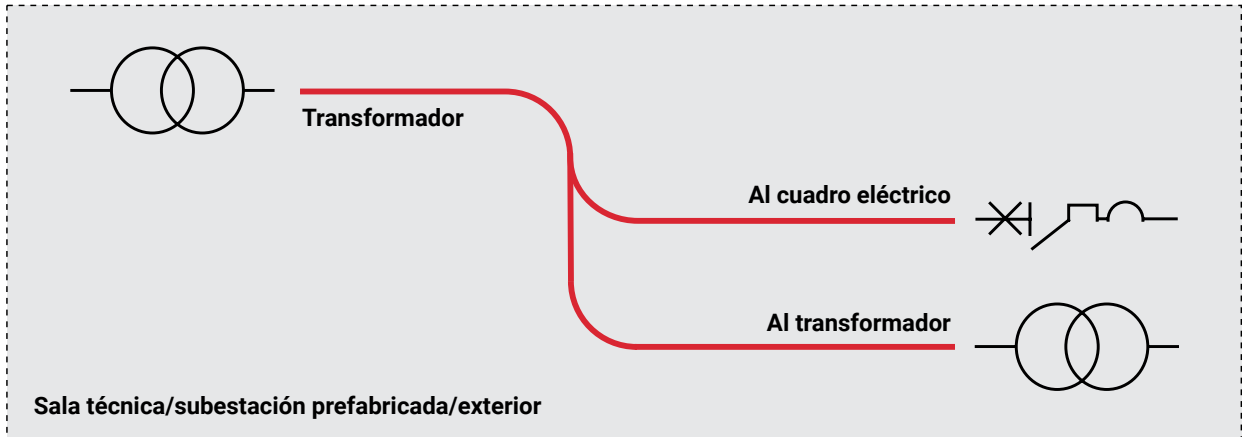 Transformador
Al cuadro eléctrico
Al transformador
Sala técnica/subestación prefabricada/exterior